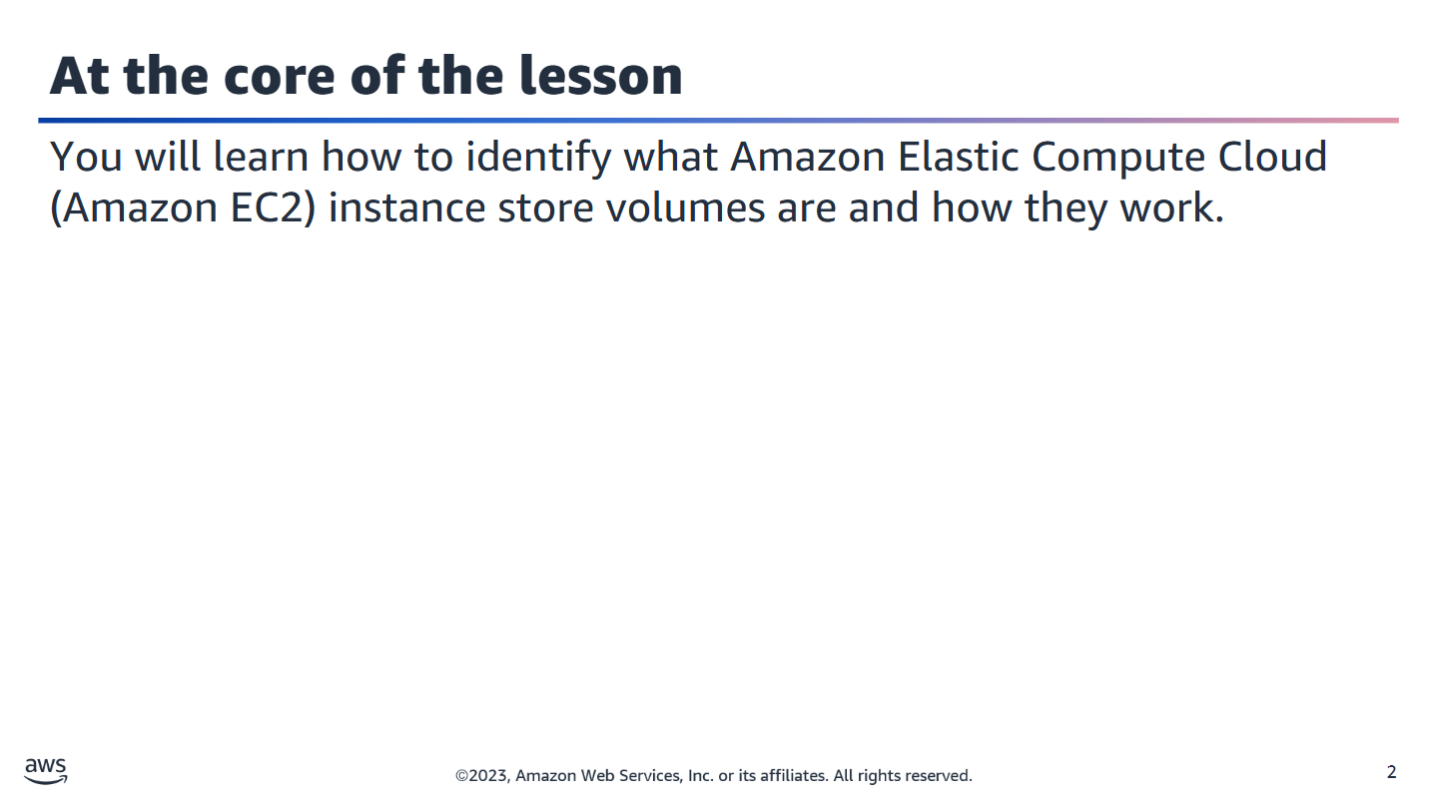 At the core of the lesson
You will learn how to identify what Amazon Elastic Compute Cloud
(Amazon EC2) instance store volumes are and how they work.
aws
©2023, Amazon Web Services, Inc. or its affiliates. All rights reserved.
2